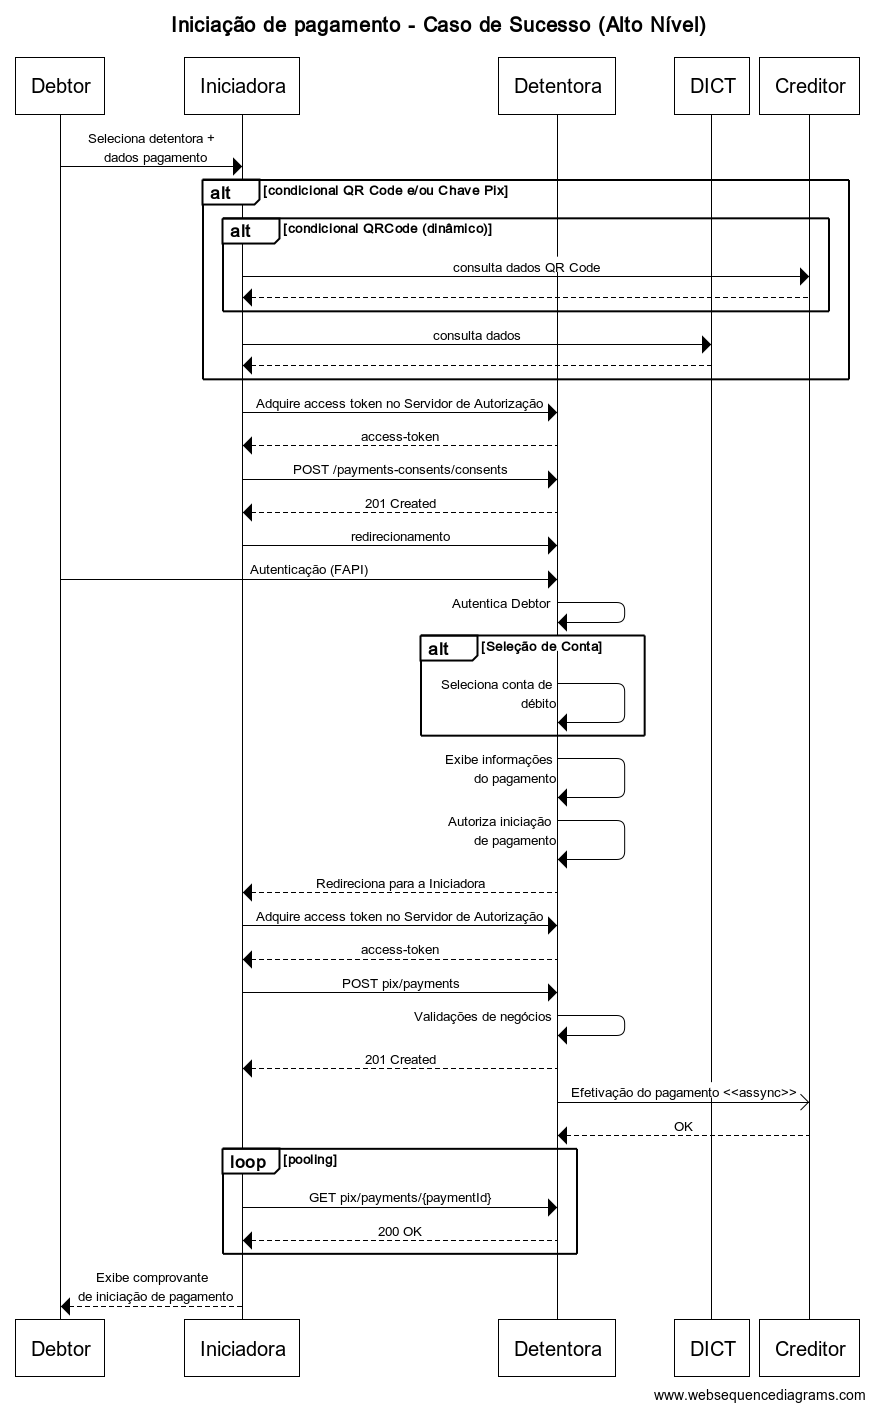 Iniciação de pagamento - Caso de Sucesso (Alto Nível)
Debtor
Iniciadora
Detentora
DICT
Creditor
Seleciona detentora +
dados pagamento
alt
[condicional QR Code e/ou Chave Pix]
alt
[condicional QRCode (dinâmico)]
consulta dados QR Code
consulta dados
Adquire access token no Servidor de Autorização
access-token
POST /payments-consents/consents
201 Created
redirecionamento
Autenticação (FAPI)
Autentica Debtor
alt
[Seleção de Conta]
Seleciona conta de
débito
Exibe informações
do pagamento
Autoriza iniciação
de pagamento
Redireciona para a Iniciadora
Adquire access token no Servidor de Autorização
access-token
POST pix/payments
Validações de negócios
201 Created
Efetivação do pagamento <<assync>>
OK
loop
[pooling]
GET pix/payments/{paymentId}
200 OK
Exibe comprovante
de iniciação de pagamento
Debtor
Iniciadora
Detentora
DICT
Creditor
www.websequencediagrams.com